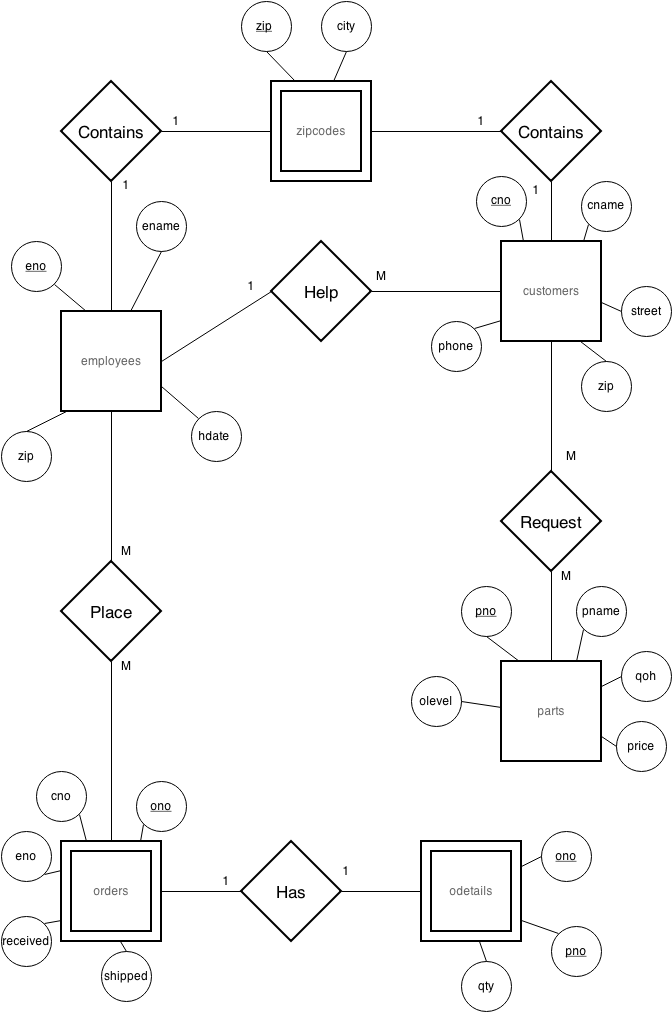 zip city
zipcodes
Contains 1 1 Contains
1 1
cno cname
ename
eno
1 Help M customers
street
phone
employees
zip
hdate
zip
M
Request
M
M
Place
M
pno pname
qoh
olevel parts
price
cno ono
eno ono
orders 1 Has 1 odetails
received
shipped
pno
qty